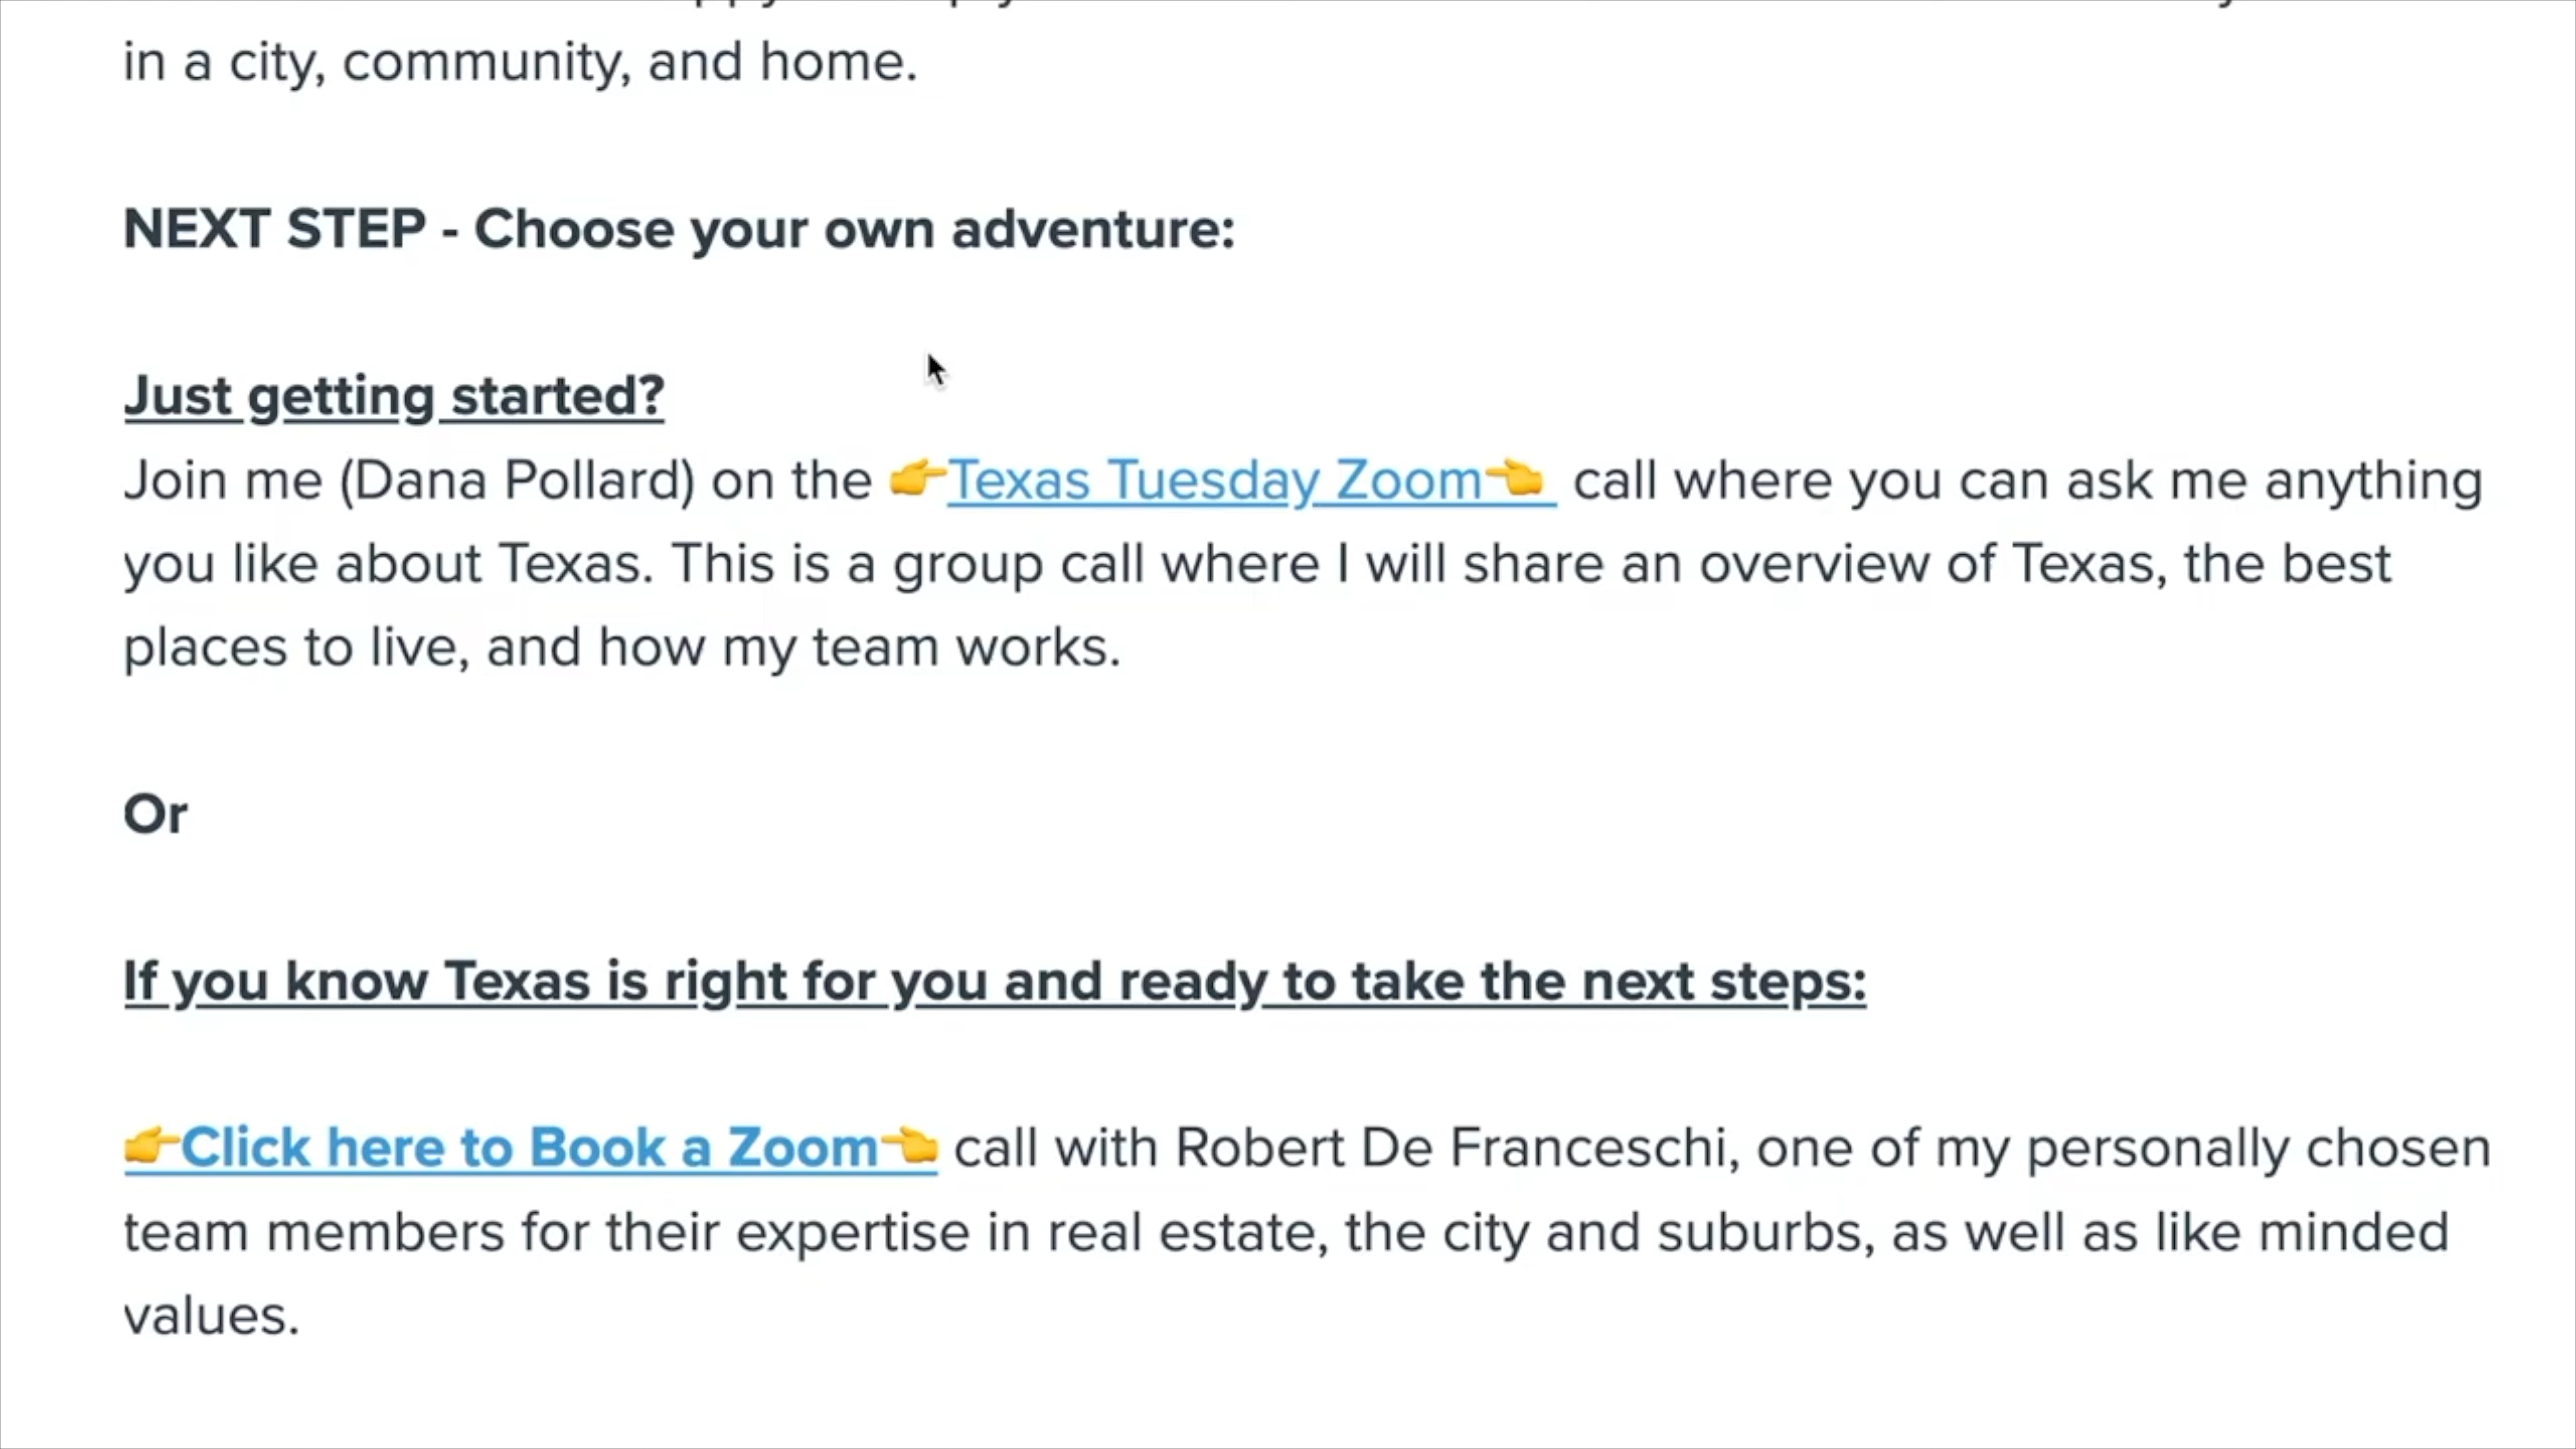 in a city, community, and home.
NEXT STEP - Choose your own adventure:
Just getting started?
Join me (Dana Pollard) on the 👉Texas Tuesday Zoom👈 call where you can ask me anything
you like about Texas. This is a group call where I will share an overview of Texas, the best
places to live, and how my team works.
Or
If you know Texas is right for you and ready to take the next steps:
👉Click here to Book a Zoom👈 call with Robert De Franceschi, one of my personally chosen
team members for their expertise in real estate, the city and suburbs, as well as like minded
values.